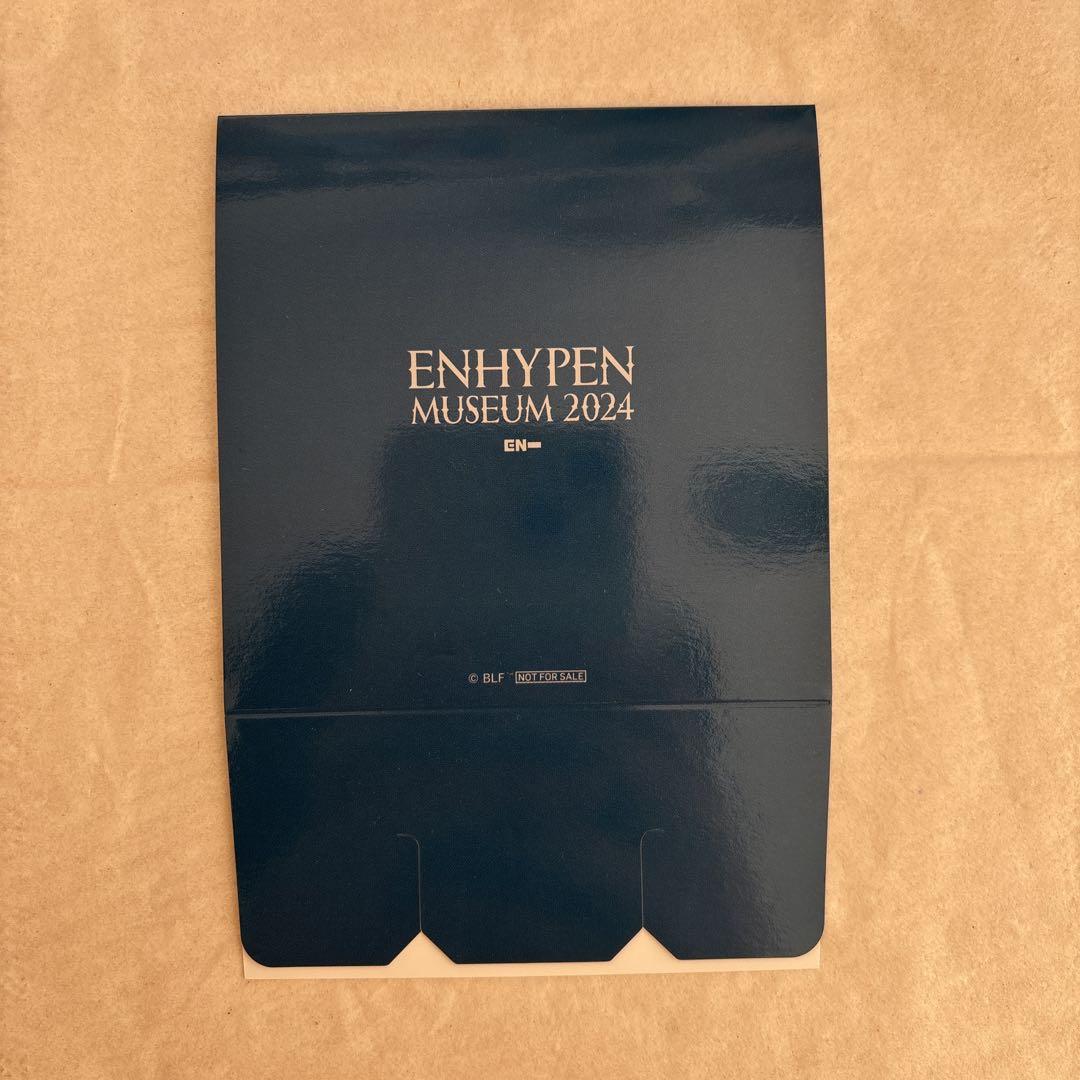 ENHYPEN
MUSEUM 2024
EN-
© BLF NOT FOR SALE